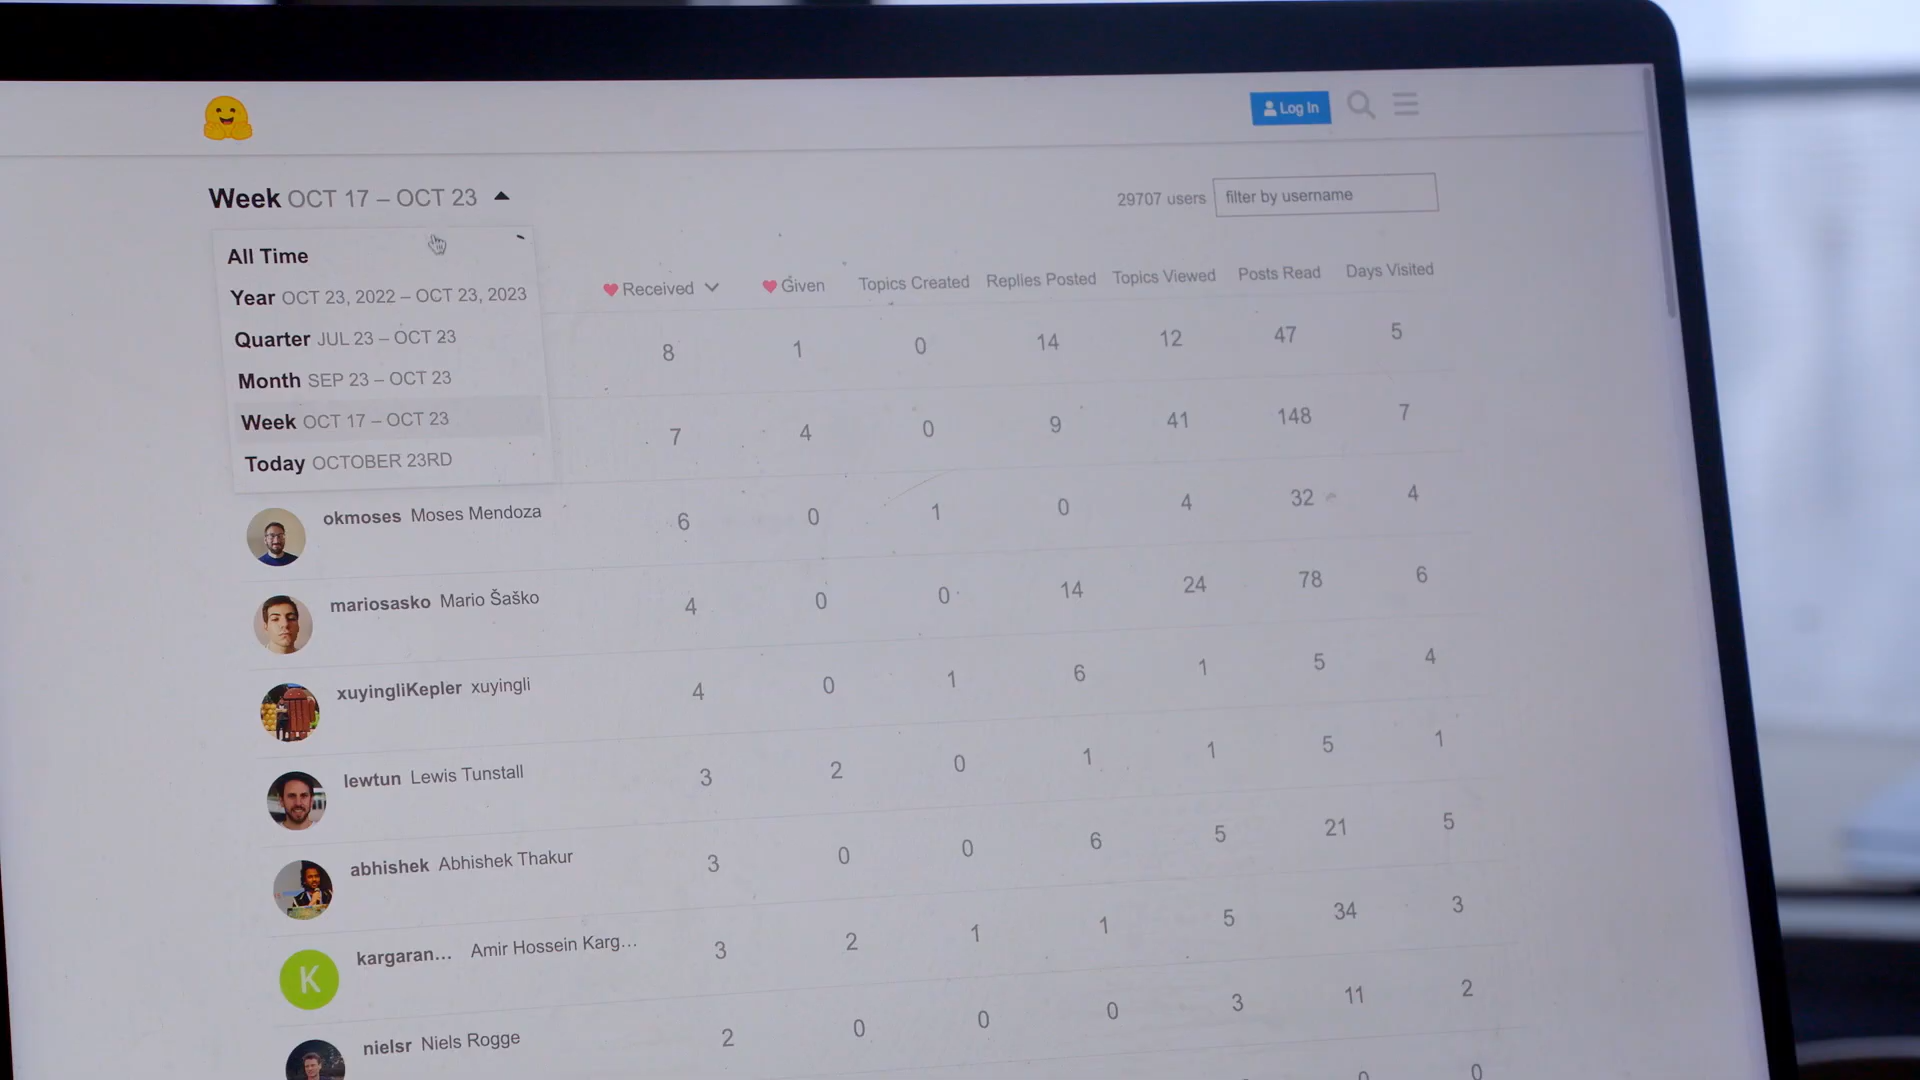 Log In
Week OCT 17 – OCT 23
29707 users
filter by username
All Time
Year OCT 23, 2022 – OCT 23, 2023
Quarter JUL 23 – OCT 23
Month SEP 23 – OCT 23
Week OCT 17 – OCT 23
Today OCTOBER 23RD
Received Given Topics Created Replies Posted Topics Viewed Posts Read Days Visited
8 1 0 14 12 47 5
7 4 0 9 41 148 7
okmoses Moses Mendoza 6 0 1 0 4 32 4
mariosasko Mario Šaško 4 0 0 14 24 78 6
xuyingliKepler xuyingli 4 0 1 6 1 5 4
lewtun Lewis Tunstall 3 2 0 1 1 5 1
abhishek Abhishek Thakur 3 0 0 6 5 21 5
K kargaran... Amir Hossein Karg... 3 2 1 1 5 34 3
nielsr Niels Rogge 2 0 0 0 3 11 2